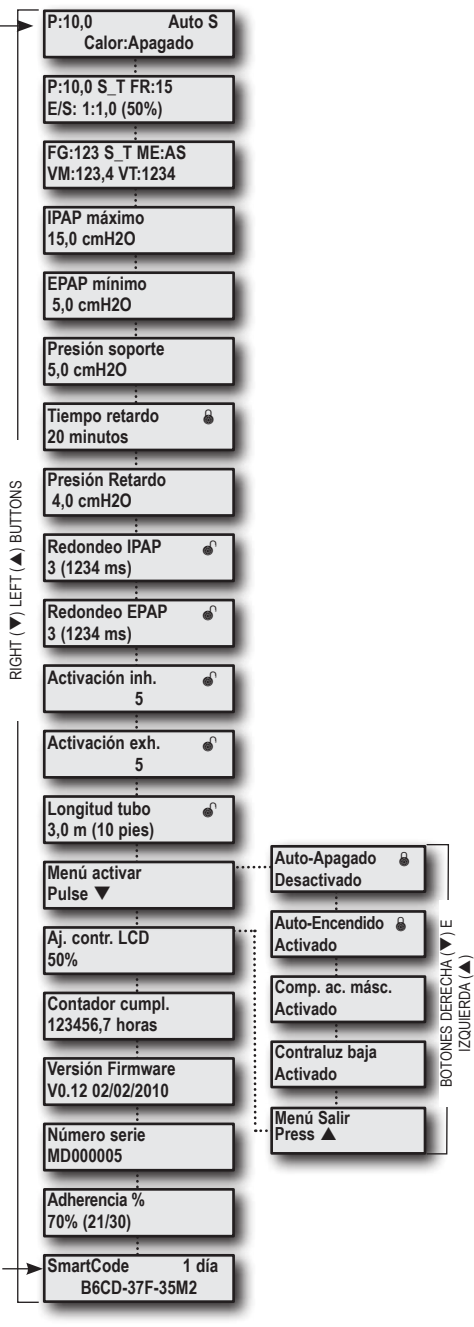 P:10,0 Auto S
Calor:Apagado
P:10,0 S_T FR:15
E/S: 1:1,0 (50%)
FG:123 S_T ME:AS
VM:123,4 VT:1234
IPAP máximo
15,0 cmH2O
EPAP mínimo
5,0 cmH2O
Presión soporte
5,0 cmH2O
Tiempo retardo
20 minutos
Presión Retardo
4,0 cmH2O
Redondeo IPAP
3 (1234 ms)
Redondeo EPAP
3 (1234 ms)
Activación inh.
5
Activación exh.
5
Longitud tubo
3,0 m (10 pies)
Menú activar
Pulse ▼
Aj. contr. LCD
50%
Contador cumpl.
123456,7 horas
Versión Firmware
V0.12 02/02/2010
Número serie
MD000005
Adherencia %
70% (21/30)
SmartCode 1 día
B6CD-37F-35M2
RIGHT (▼) LEFT (▲) BUTTONS
Auto-Apagado
Desactivado
Auto-Encendido
Activado
Comp. ac. másc.
Activado
Contraluz baja
Activado
Menú Salir
Press ▲
BOTONES DERECHA (▼) E
IZQUIERDA (▲)